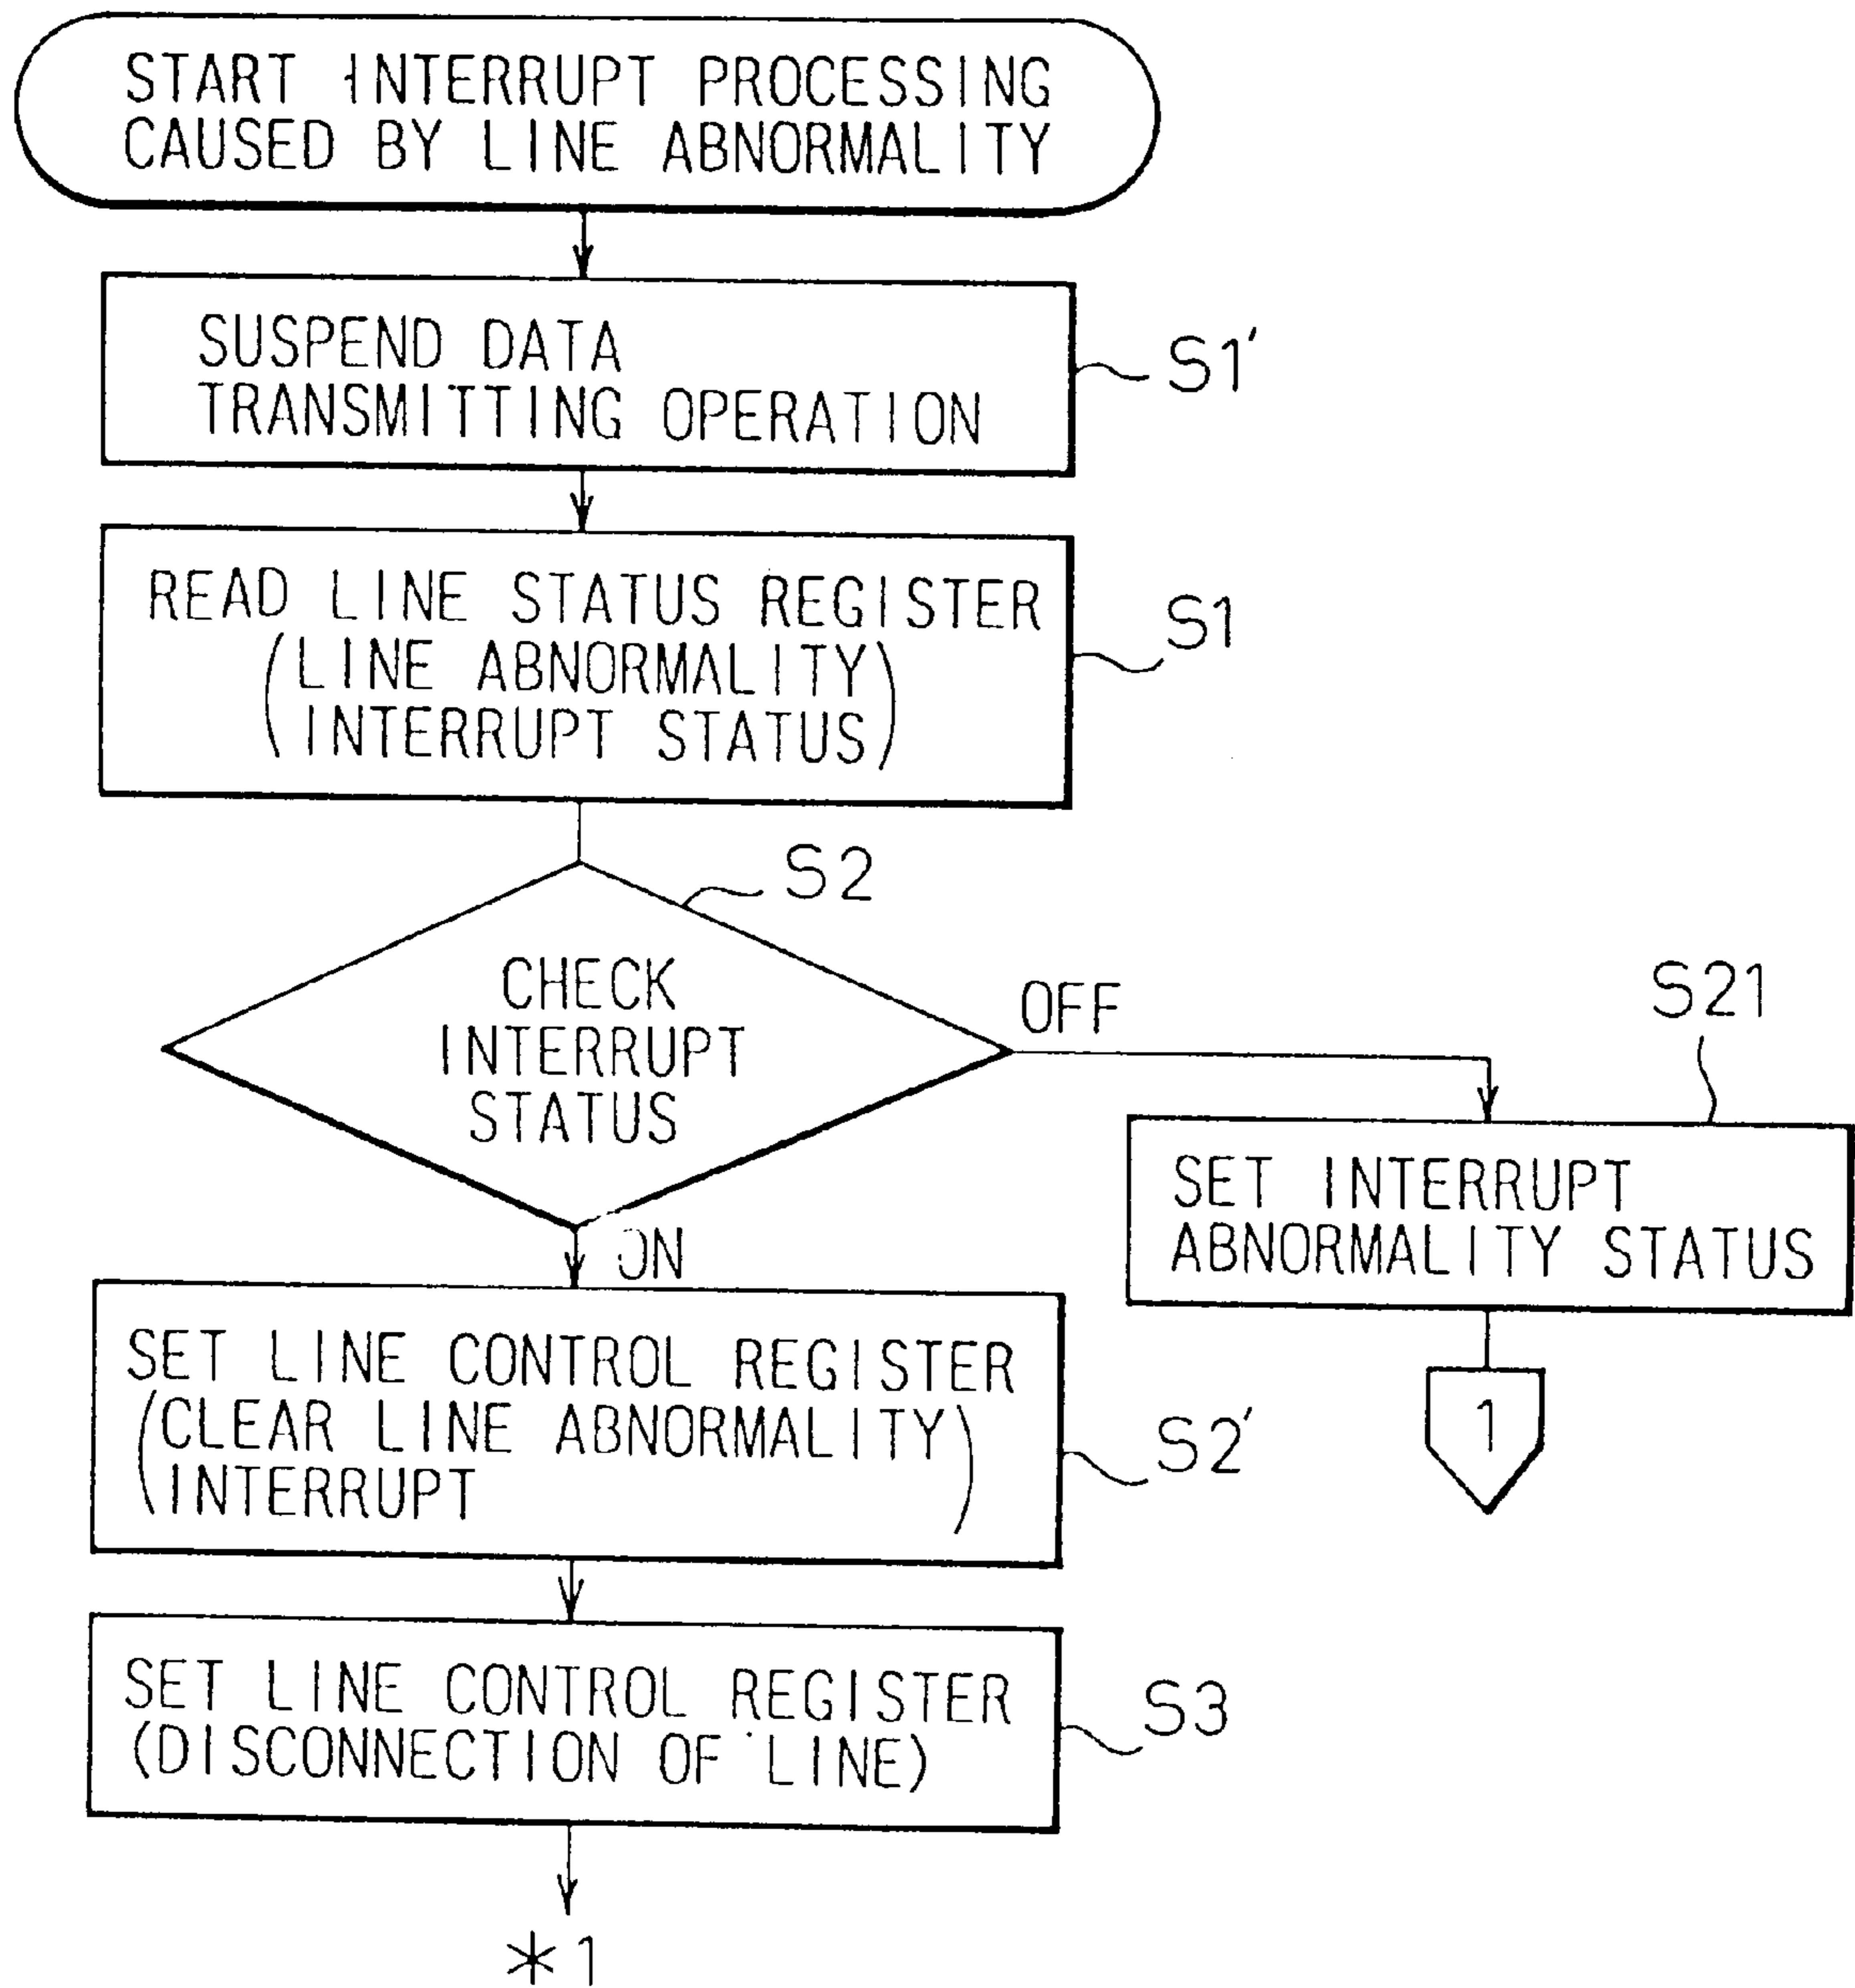 START INTERRUPT PROCESSING
CAUSED BY LINE ABNORMALITY
SUSPEND DATA
TRANSMITTING OPERATION
S1'
READ LINE STATUS REGISTER
(LINE ABNORMALITY
INTERRUPT STATUS)
S1
S2
CHECK
INTERRUPT
STATUS
OFF
S21
SET INTERRUPT
ABNORMALITY STATUS
1
ON
SET LINE CONTROL REGISTER
(CLEAR LINE ABNORMALITY
INTERRUPT)
S2'
SET LINE CONTROL REGISTER
(DISCONNECTION OF LINE)
S3
*1